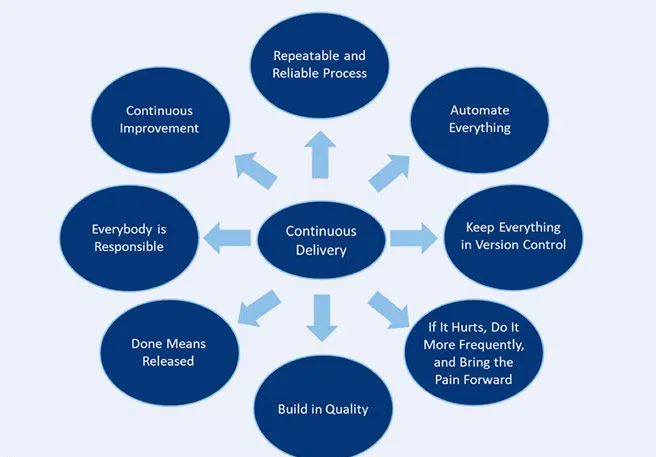 Repeatable and
Reliable Process
Automate
Everything
Keep Everything
in Version Control
If It Hurts, Do It
More Frequently,
and Bring the
Pain Forward
Build in Quality
Done Means
Released
Everybody is
Responsible
Continuous
Improvement
Continuous
Delivery